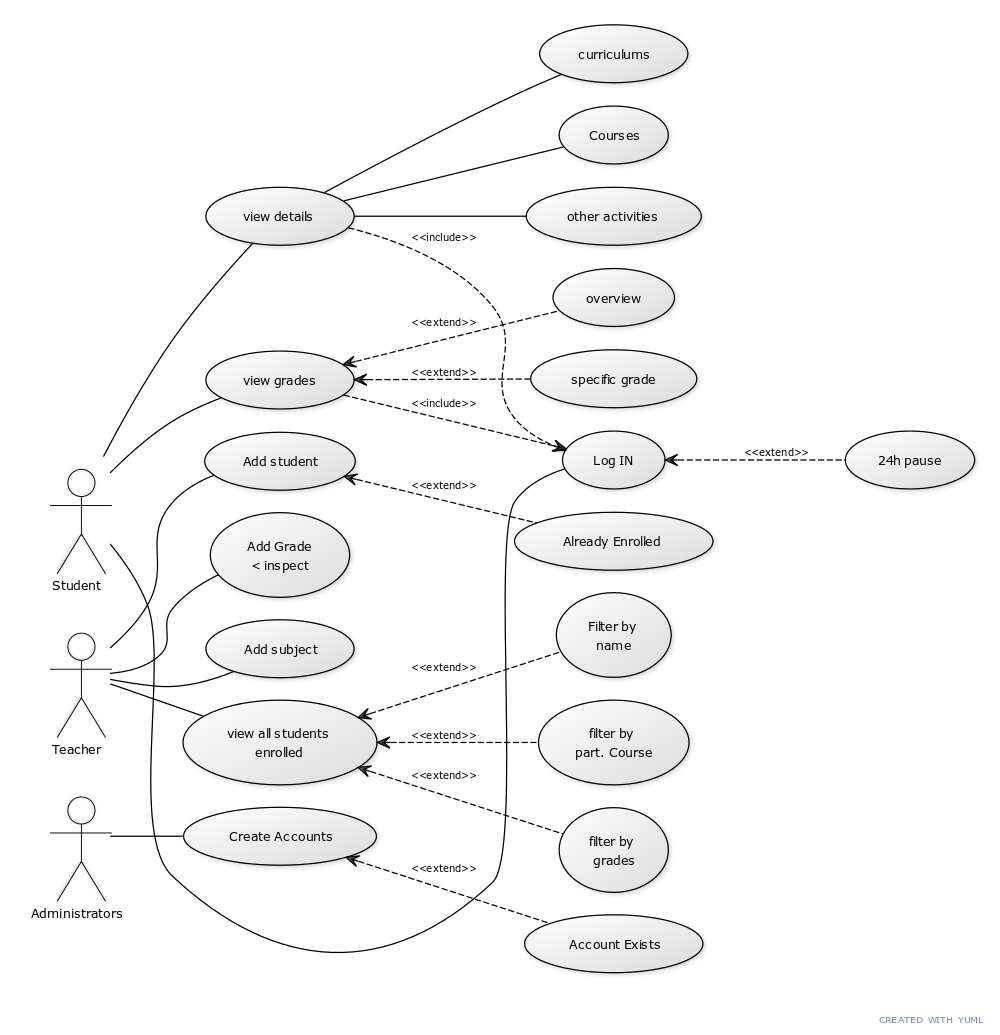 curriculums
Courses
view details
other activities
<<include>>
overview
<<extend>>
view grades
<<extend>>
specific grade
<<include>>
Add student
Log IN
<<extend>>
24h pause
<<extend>>
Already Enrolled
Add Grade
< inspect
Student
Filter by
name
Add subject
<<extend>>
Teacher
view all students
enrolled
<<extend>>
filter by
part. Course
<<extend>>
Create Accounts
filter by
grades
<<extend>>
Administrators
Account Exists
CREATED WITH YUML